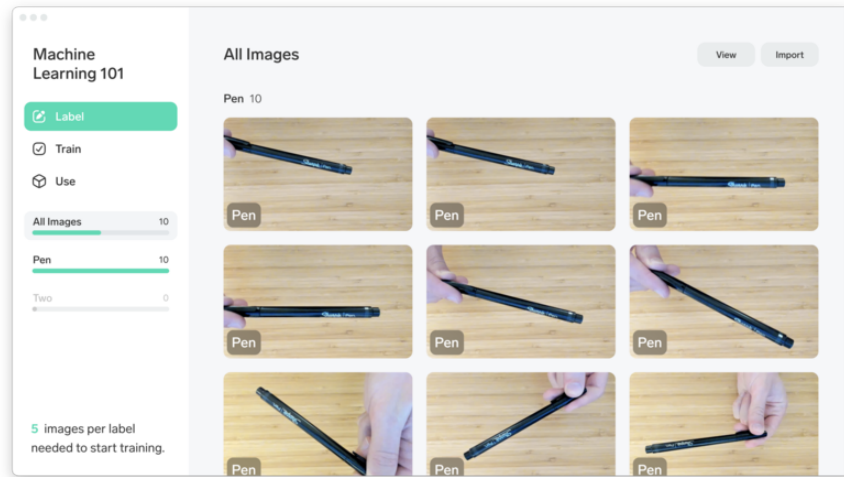 Machine
Learning 101
Label
Train
Use
All Images 10
Pen 10
Two 0
5 images per label
needed to start training.
All Images
View Import
Pen 10
Pen Pen Pen
Pen Pen Pen
Pen Pen Pen